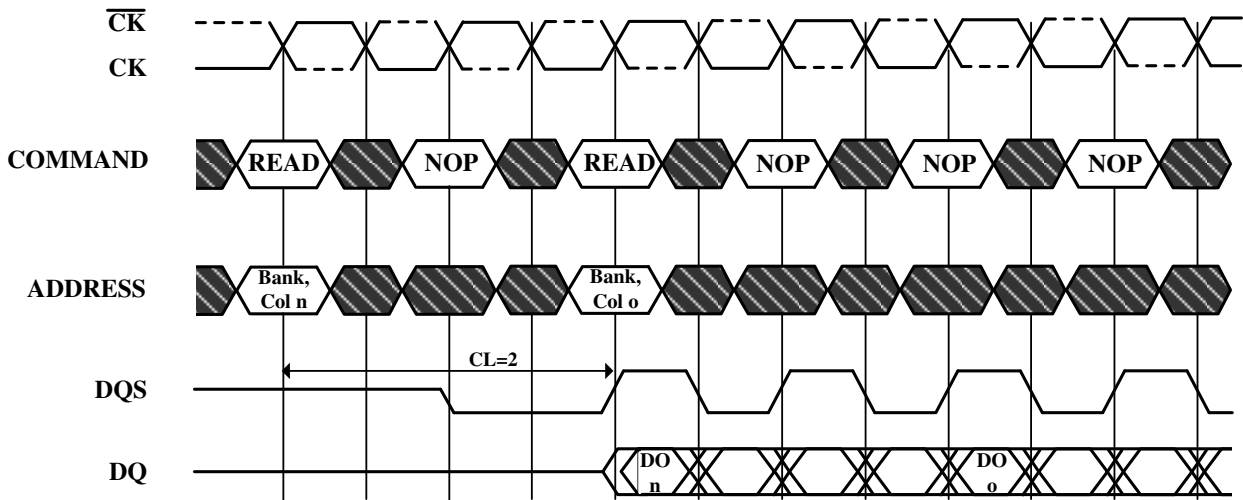 CK
CK
COMMAND READ NOP READ NOP NOP NOP
ADDRESS Bank, Col n Bank, Col o
CL=2
DQS
DQ DO n DO o